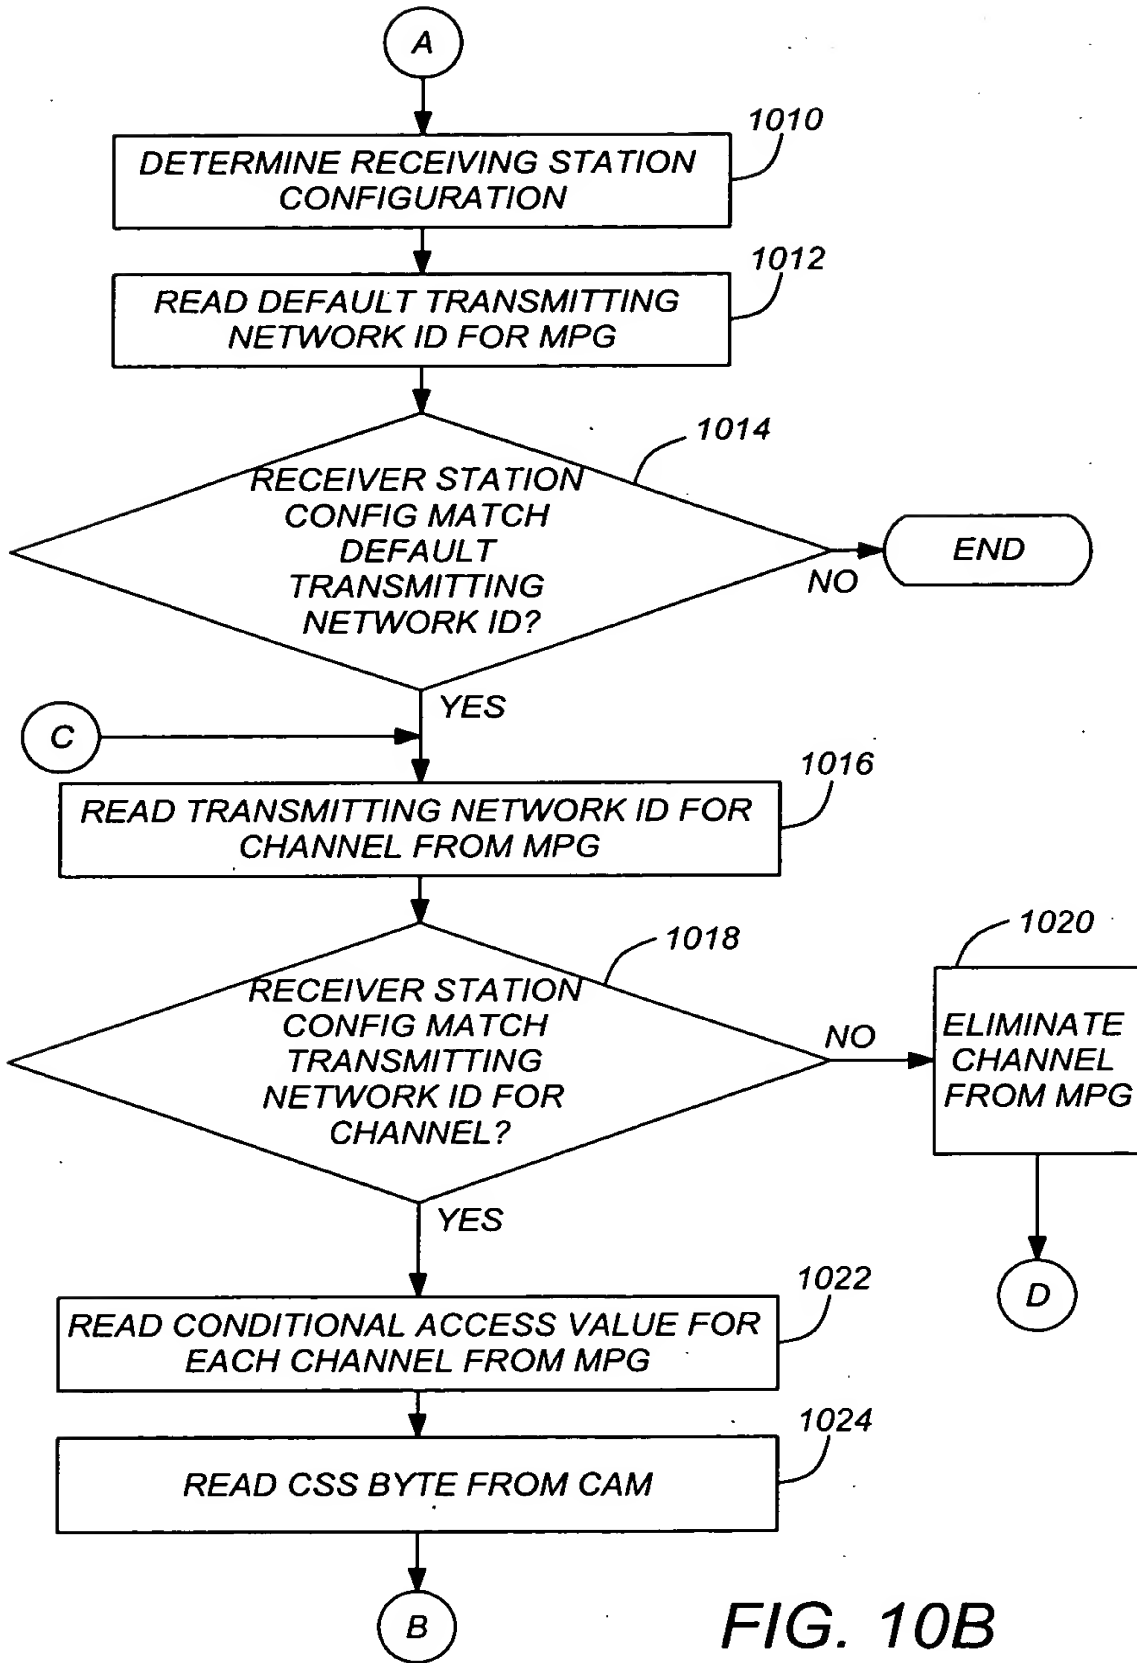 A
1010
DETERMINE RECEIVING STATION
CONFIGURATION
1012
READ DEFAULT TRANSMITTING
NETWORK ID FOR MPG
1014
RECEIVER STATION
CONFIG MATCH
DEFAULT
TRANSMITTING
NETWORK ID?
NO
END
YES
C
1016
READ TRANSMITTING NETWORK ID FOR
CHANNEL FROM MPG
1018
RECEIVER STATION
CONFIG MATCH
TRANSMITTING
NETWORK ID FOR
CHANNEL?
NO
1020
ELIMINATE
CHANNEL
FROM MPG
D
YES
1022
READ CONDITIONAL ACCESS VALUE FOR
EACH CHANNEL FROM MPG
1024
READ CSS BYTE FROM CAM
B
FIG. 10B